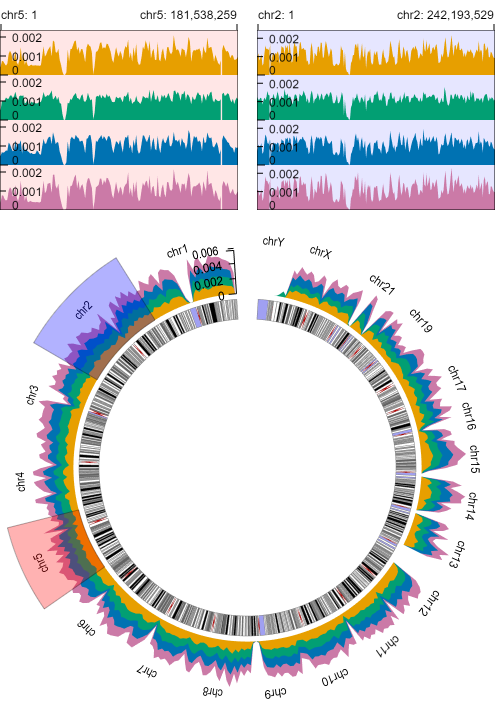 chr5: 1 chr5: 181,538,259 chr2: 1 chr2: 242,193,529
0.002 0.002
0.001 0.001
0 0
0.002 0.002
0.001 0.001
0 0
0.002 0.002
0.001 0.001
0 0
0.002 0.002
0.001 0.001
0 0
chr1
0.006
0.004
0.002
0
chrY
chrX
chr21
chr19
chr17
chr16
chr15
chr14
chr13
chr12
chr11
chr10
chr9
chr8
chr7
chr6
chr5
chr4
chr3
chr2